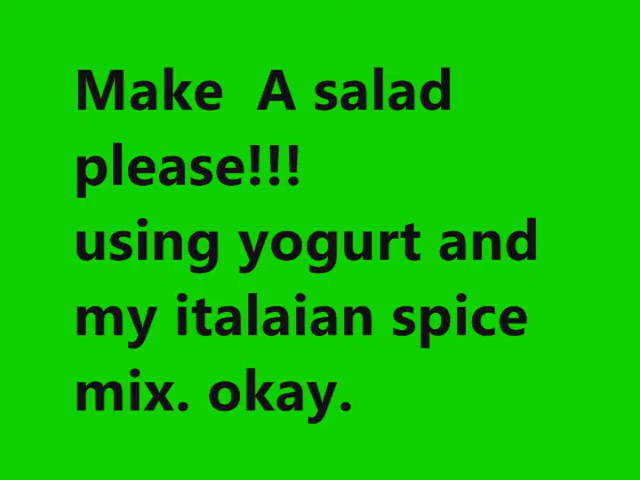 Make  A salad
please!!!
using yogurt and
my italaian spice
mix. okay.